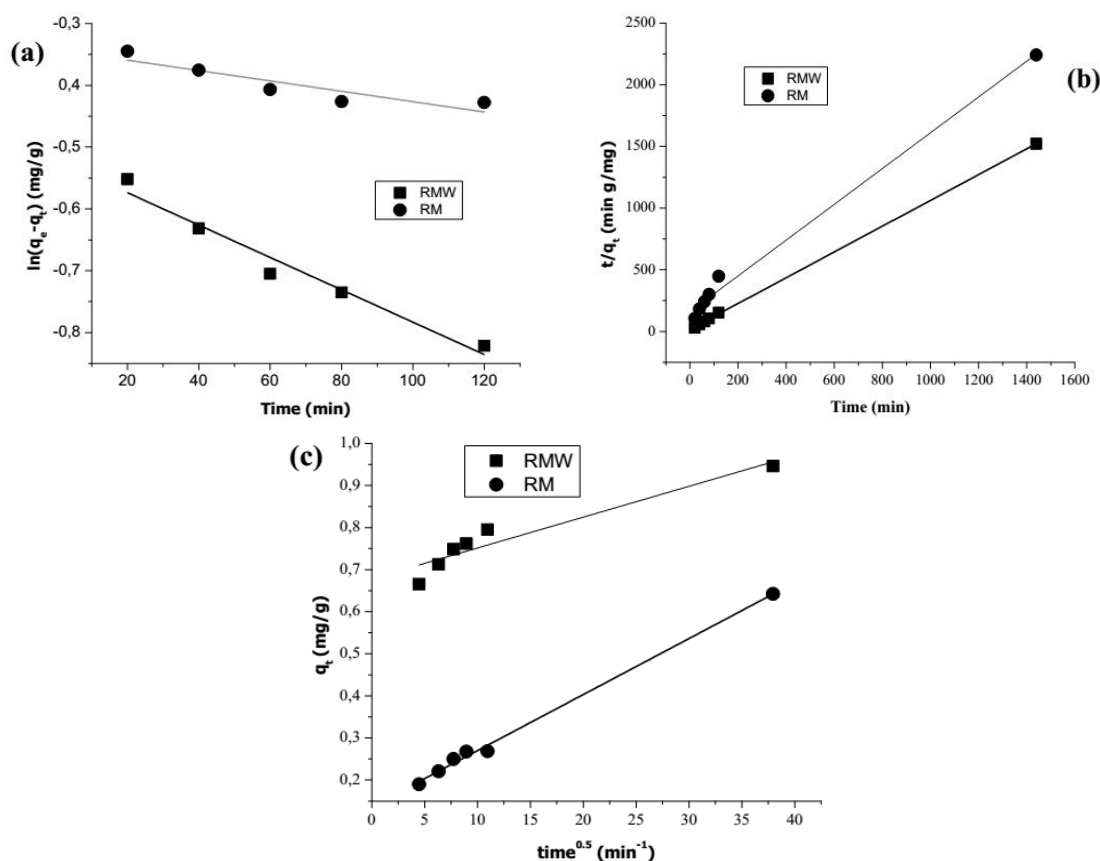 (a)
-0,3
0,4
-0,5
-0,6
-0,7
-0,8
ln(qe-qt) (mg/g)
RMW
RM
20 40 60 80 100 120
Time (min)
(b)
2500
2000
1500
1000
500
0
t/qt (min g/mg)
RMW
RM
0 200 400 600 800 1000 1200 1400 1600
Time (min)
(c)
1,0
0,9
0,8
0,7
0,6
0,5
0,4
0,3
0,2
qt (mg/g)
RMW
RM
0 5 10 15 20 25 30 35 40
time0.5 (min-1)